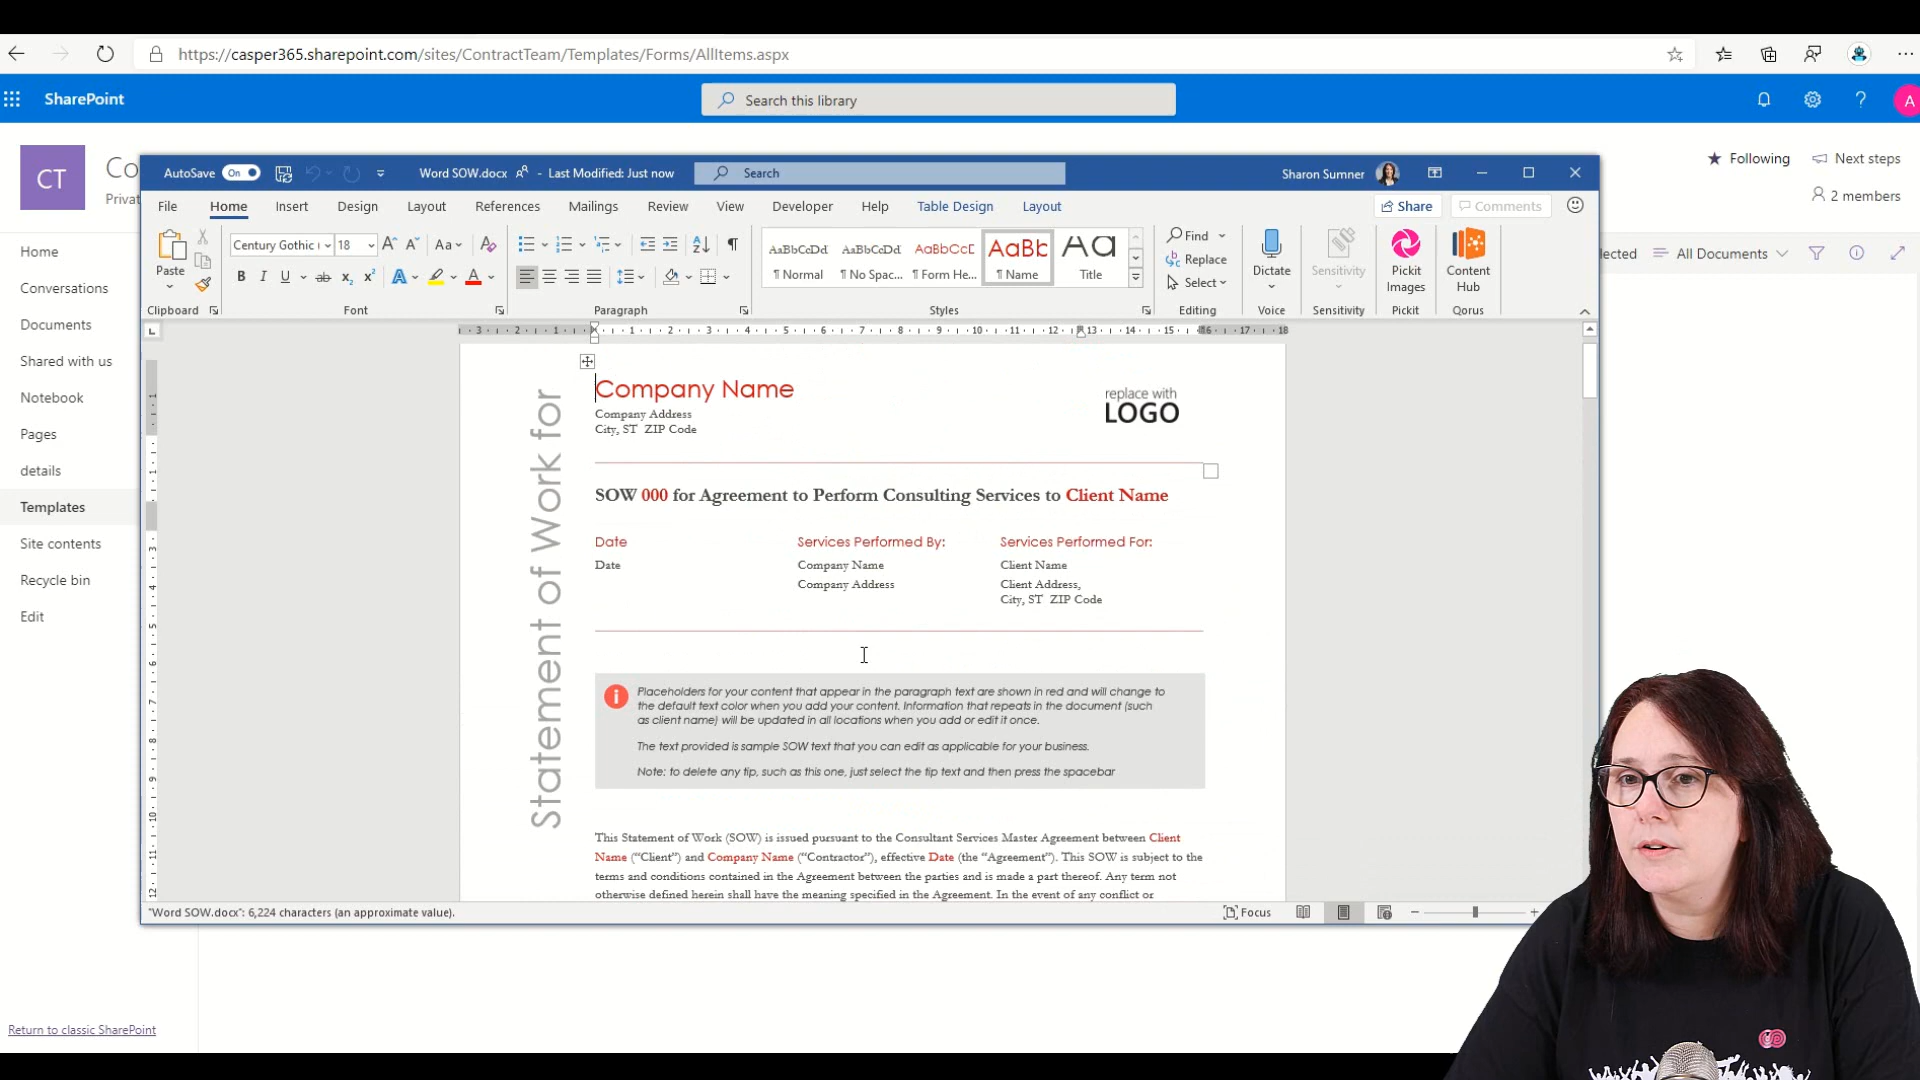 https://casper365.sharepoint.com/sites/ContractTeam/Templates/Forms/AllItems.aspx
SharePoint
Search this library
A
CT
Co
Privat
Following
Next steps
2 members
lected
All Documents
Home
Conversations
Documents
Shared with us
Notebook
Pages
details
Templates
Site contents
Recycle bin
Edit
Return to classic SharePoint
AutoSave On
Word SOW.docx - Last Modified: Just now
Search
Sharon Sumner
File Home Insert Design Layout References Mailings Review View Developer Help Table Design Layout
Share Comments
Paste
Clipboard
Century Gothic ( 18
Font
Paragraph
AaBbCcDd AaBbCcDd AaBbCcE AaBb AaA
¶ Normal ¶ No Spac... ¶ Form He... ¶ Name Title
Styles
Find
Replace
Select
Editing
Dictate
Voice
Sensitivity
Sensitivity
Pickit
Images
Pickit
Content
Hub
Qorus
Statement of Work for
Company Name
Company Address
City, ST ZIP Code
replace with
LOGO
SOW 000 for Agreement to Perform Consulting Services to Client Name
Date Services Performed By: Services Performed For:
Date Company Name Client Name
Company Address Client Address,
City, ST ZIP Code
Placeholders for your content that appear in the paragraph text are shown in red and will change to
the default text color when you add your content. Information that repeats in the document (such
as client name) will be updated in all locations when you add or edit it once.
The text provided is sample SOW text that you can edit as applicable for your business.
Note: to delete any tip, such as this one, just select the tip text and then press the spacebar
This Statement of Work (SOW) is issued pursuant to the Consultant Services Master Agreement between Client
Name (“Client”) and Company Name (“Contractor”), effective Date (the “Agreement”). This SOW is subject to the
terms and conditions contained in the Agreement between the parties and is made a part thereof. Any term not
otherwise defined herein shall have the meaning specified in the Agreement. In the event of any conflict or
"Word SOW.docx": 6,224 characters (an approximate value).
Focus